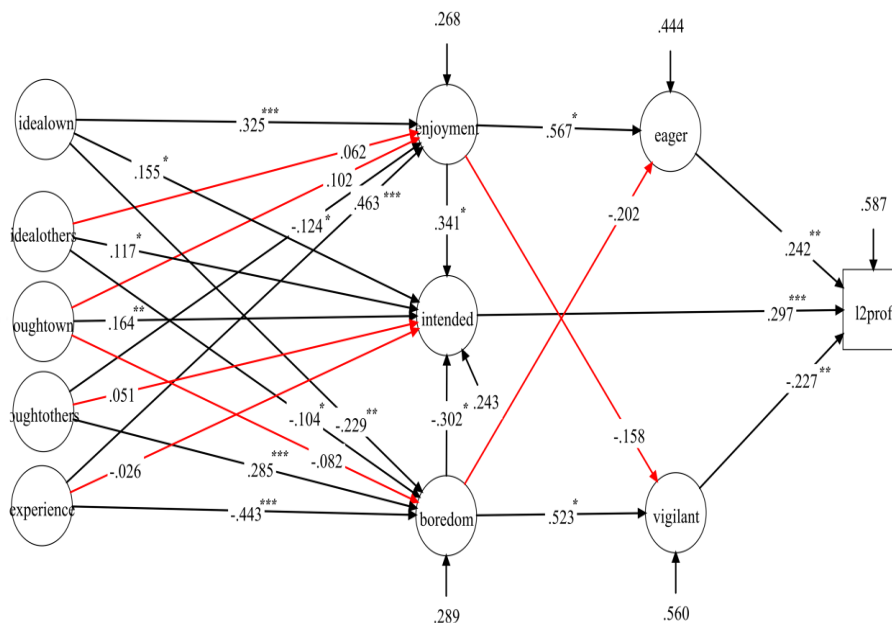 .268
.444
idealown
.325***
enjoyment
.567*
eager
.062
.155*
.102
.463***
.587
-.124*
-.202
idealothers
.117*
.341*
.242**
oughtown
.164**
intended
.297***
l2prof
.051
-.227**
oughtothers
-.104*
-.229**
-.302*
.243
-.158
-.026
.285***
-.082
experience
-.443***
boredom
.523*
vigilant
.289
.560